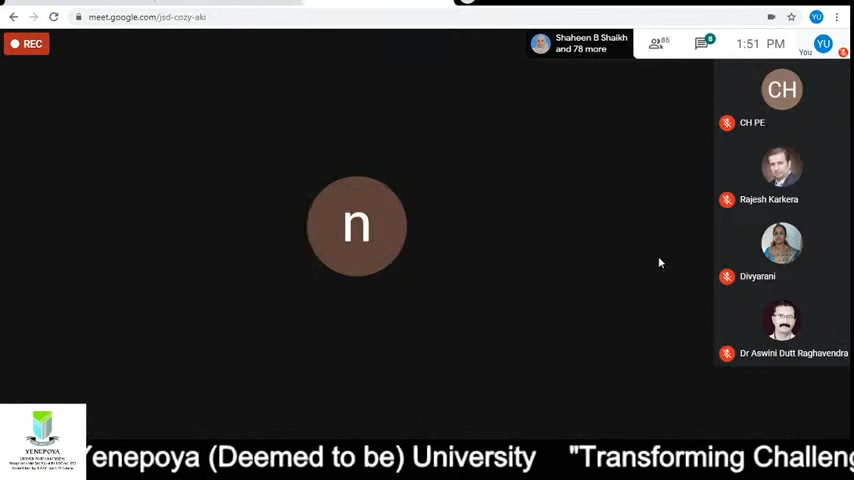 meet.google.com/jsd-cozy-aki
YU
REC
Shaheen B Shaikh
and 78 more
85
8
1:51 PM
You
YU
CH
CH PE
Rajesh Karkera
n
Divyarani
Dr Aswini Dutt Raghavendra
YENEPOYA
Yenepoya (Deemed to be) University "Transforming Challeng